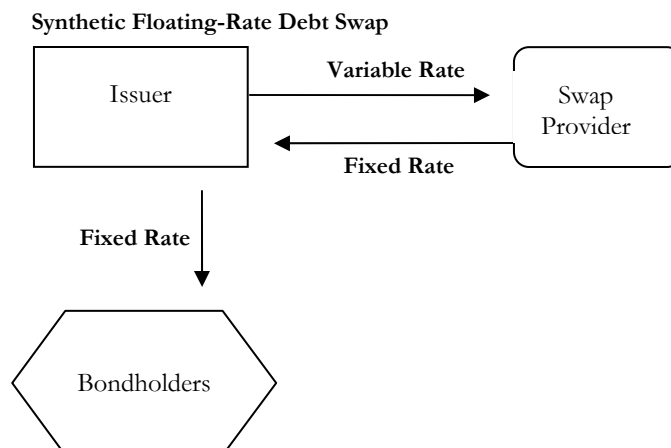 Synthetic Floating-Rate Debt Swap
Issuer
Variable Rate
Swap
Provider
Fixed Rate
Fixed Rate
Bondholders